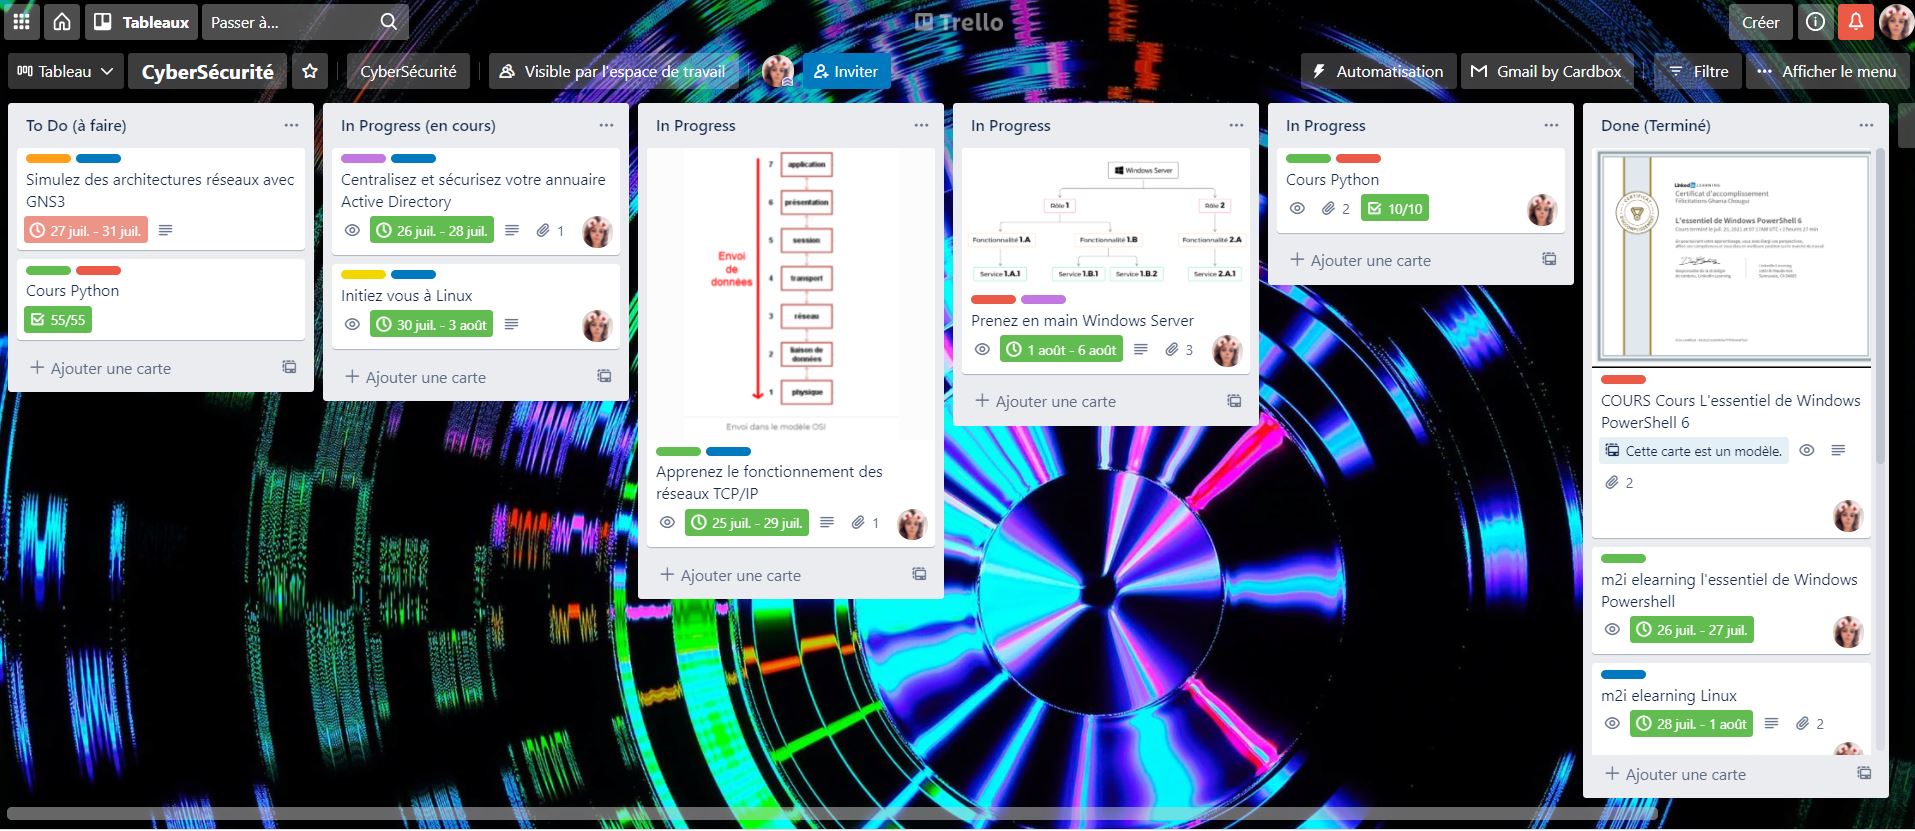 Tableaux
Passer à...
Trello
Créer
Tableau
CyberSécurité
CyberSécurité
Visible par l'espace de travail
Inviter
Automatisation
Gmail by Cardbox
Filtre
Afficher le menu
To Do (à faire)
Simulez des architectures réseaux avec
GNS3
27 juil. - 31 juil.
Cours Python
55/55
Ajouter une carte
In Progress (en cours)
Centralisez et sécurisez votre annuaire
Active Directory
26 juil. - 28 juil.
1
Initiez vous à Linux
30 juil. - 3 août
Ajouter une carte
In Progress
7 application
6 présentation
5 session
Envoi
de
données
4 transport
3 réseau
2 liaison de
données
1 physique
Envoi dans le modèle OSI
Apprenez le fonctionnement des
réseaux TCP/IP
25 juil. - 29 juil.
1
Ajouter une carte
In Progress
Windows Server
Rôle 1
Rôle 2
Fonctionnalité 1.A
Fonctionnalité 1.B
Fonctionnalité 2.A
Service 1.A.1
Service 1.B.1
Service 1.B.2
Service 2.A.1
Prenez en main Windows Server
1 août - 6 août
3
Ajouter une carte
In Progress
Cours Python
2
10/10
Ajouter une carte
Done (Terminé)
Linked in LEARNING
Certificat d'accomplissement
Félicitations Ghania Chougui
L'essentiel de Windows PowerShell 6
COURS Cours L'essentiel de Windows
PowerShell 6
Cette carte est un modèle.
2
m2i elearning l'essentiel de Windows
Powershell
26 juil. - 27 juil.
m2i elearning Linux
28 juil. - 1 août
2
Ajouter une carte